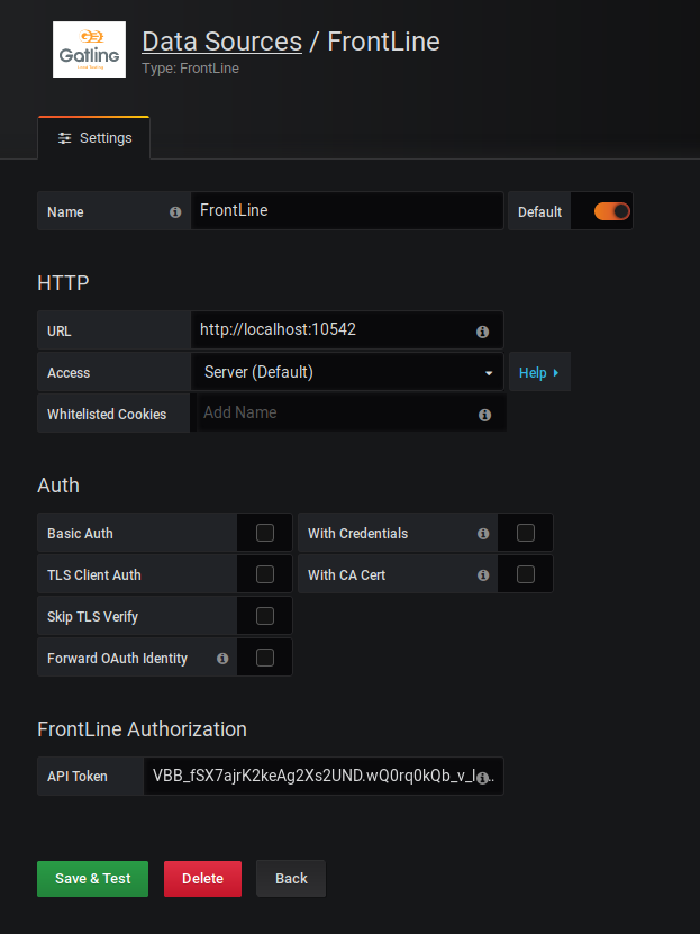 Gatling
Data Sources / FrontLine
Type: FrontLine
Settings
Name FrontLine Default
HTTP
URL http://localhost:10542
Access Server (Default) Help
Whitelisted Cookies Add Name
Auth
Basic Auth With Credentials
TLS Client Auth With CA Cert
Skip TLS Verify
Forward OAuth Identity
FrontLine Authorization
API Token VBB_fSX7ajrK2keAg2Xs2UND.wQ0rq0kQb_v_l
Save & Test Delete Back